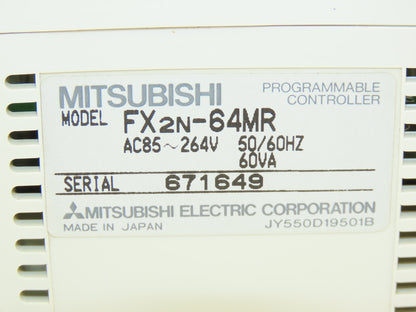 MITSUBISHI PROGRAMMABLE CONTROLLER
MODEL FX2N-64MR
AC85~264V 50/60HZ
60VA
SERIAL 671649
MITSUBISHI ELECTRIC CORPORATION
MADE IN JAPAN JY550D19501B